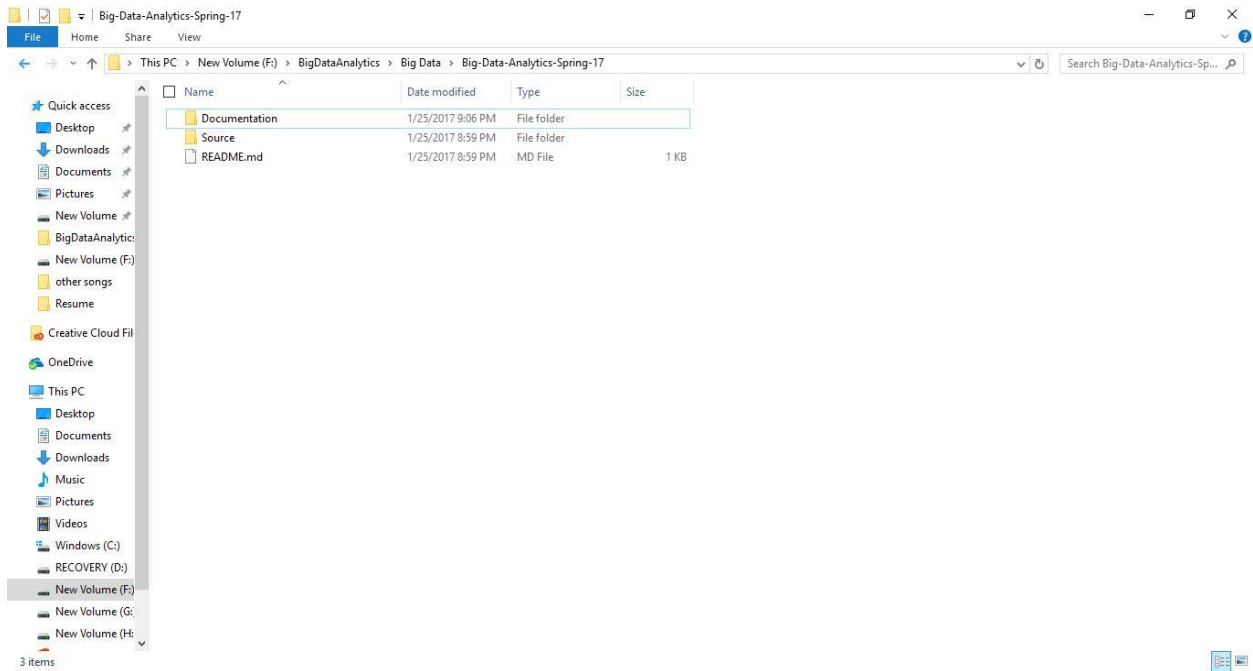 Big-Data-Analytics-Spring-17
File Home Share View
This PC > New Volume (F:) > BigDataAnalytics > Big Data > Big-Data-Analytics-Spring-17
Search Big-Data-Analytics-Sp...
Name Date modified Type Size
Documentation 1/25/2017 9:06 PM File folder
Source 1/25/2017 8:59 PM File folder
README.md 1/25/2017 8:59 PM MD File 1 KB
Quick access
Desktop
Downloads
Documents
Pictures
New Volume
BigDataAnalytics
New Volume (F:)
other songs
Resume
Creative Cloud Fil
OneDrive
This PC
Desktop
Documents
Downloads
Music
Pictures
Videos
Windows (C:)
RECOVERY (D:)
New Volume (F:)
New Volume (G:
New Volume (H:
3 items